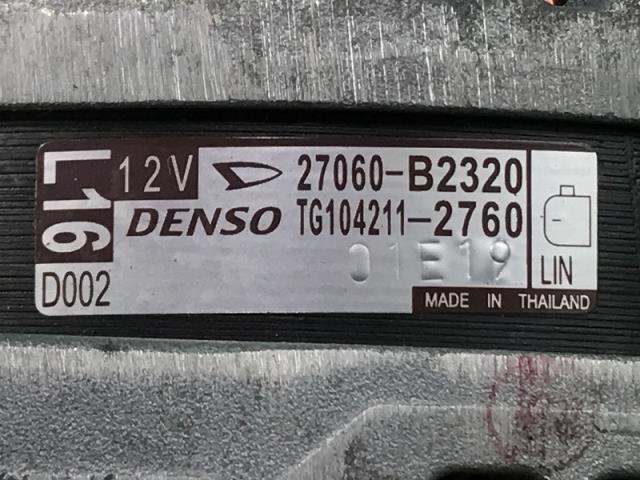 L16
12V
27060-B2320
DENSO
TG104211-2760
01E19
D002
LIN
MADE IN THAILAND